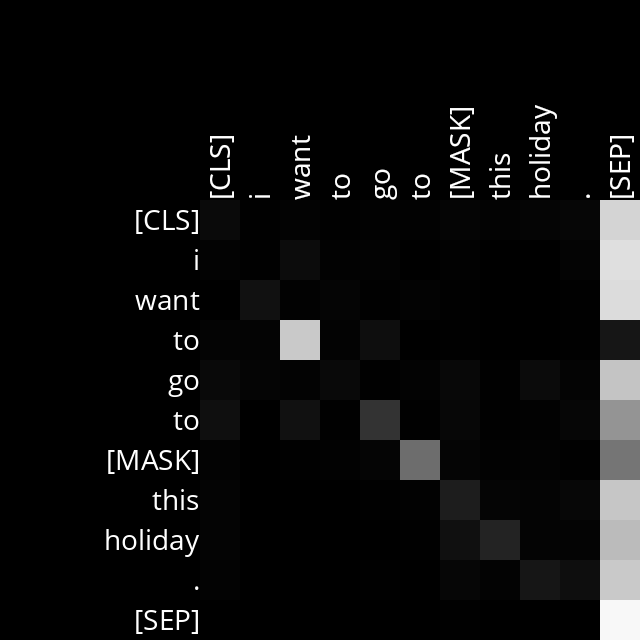 [CLS]
i
want
to
go
to
[MASK]
this
holiday
.
[SEP]
[CLS]
i
want
to
go
to
[MASK]
this
holiday
.
[SEP]